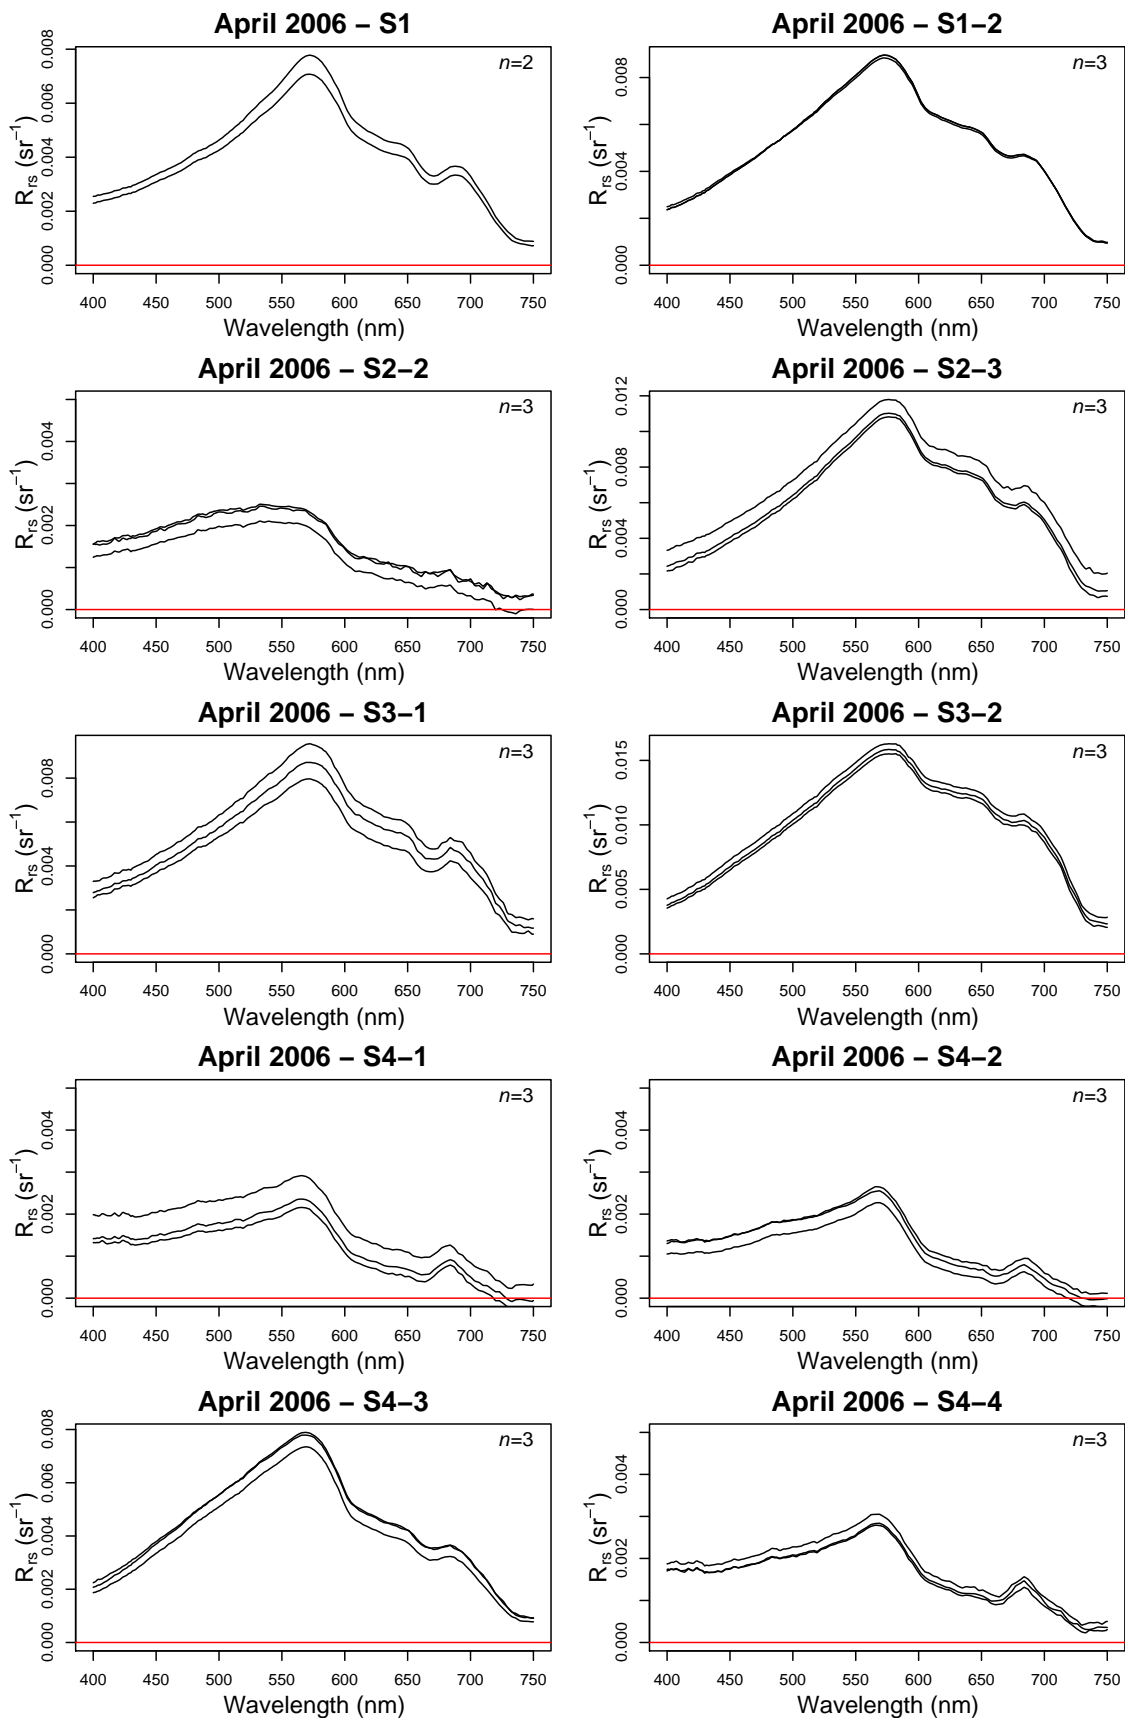 April 2006 – S1
n=2
R_rs (sr^−1)
0.000 0.002 0.004 0.006 0.008
400 450 500 550 600 650 700 750
Wavelength (nm)
April 2006 – S1−2
n=3
R_rs (sr^−1)
0.000 0.004 0.008
400 450 500 550 600 650 700 750
Wavelength (nm)
April 2006 – S2−2
n=3
R_rs (sr^−1)
0.000 0.002 0.004
400 450 500 550 600 650 700 750
Wavelength (nm)
April 2006 – S2−3
n=3
R_rs (sr^−1)
0.000 0.004 0.008 0.012
400 450 500 550 600 650 700 750
Wavelength (nm)
April 2006 – S3−1
n=3
R_rs (sr^−1)
0.000 0.004 0.008
400 450 500 550 600 650 700 750
Wavelength (nm)
April 2006 – S3−2
n=3
R_rs (sr^−1)
0.000 0.005 0.010 0.015
400 450 500 550 600 650 700 750
Wavelength (nm)
April 2006 – S4−1
n=3
R_rs (sr^−1)
0.000 0.002 0.004
400 450 500 550 600 650 700 750
Wavelength (nm)
April 2006 – S4−2
n=3
R_rs (sr^−1)
0.000 0.002 0.004
400 450 500 550 600 650 700 750
Wavelength (nm)
April 2006 – S4−3
n=3
R_rs (sr^−1)
0.000 0.002 0.004 0.006 0.008
400 450 500 550 600 650 700 750
Wavelength (nm)
April 2006 – S4−4
n=3
R_rs (sr^−1)
0.000 0.002 0.004
400 450 500 550 600 650 700 750
Wavelength (nm)